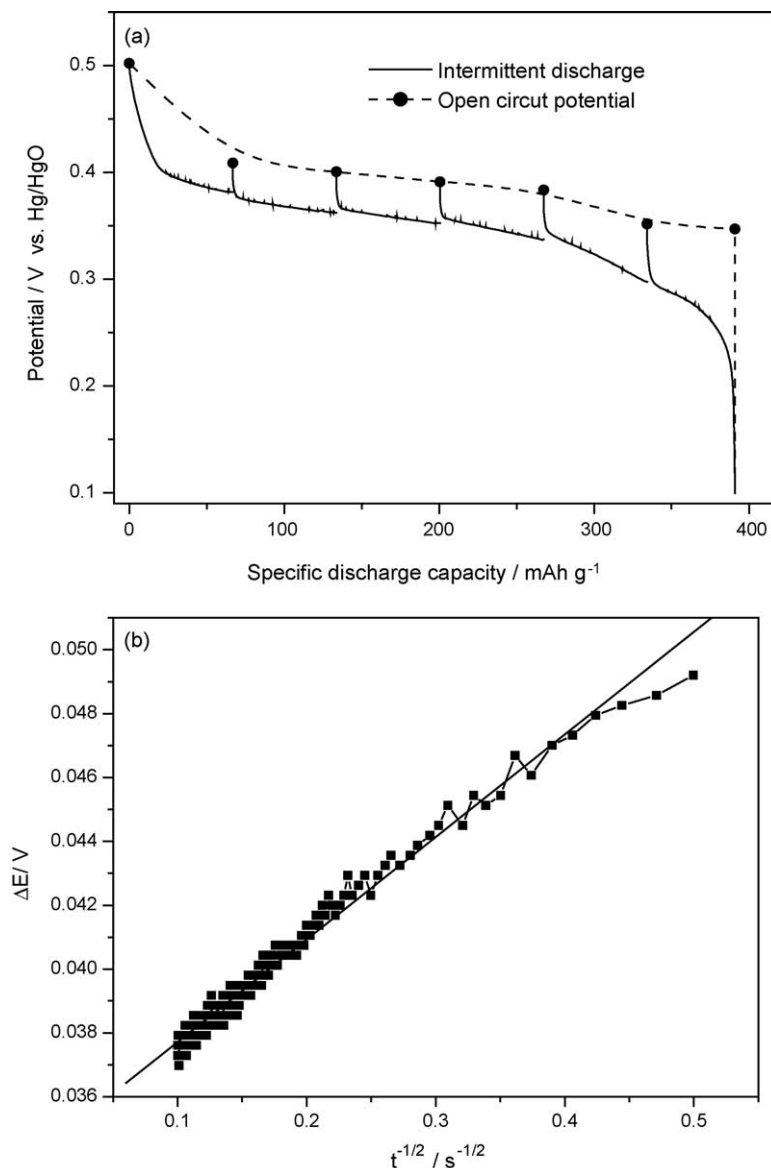 (a)
Intermittent discharge
Open circut potential
Potential / V vs. Hg/HgO
0.5
0.4
0.3
0.2
0.1
0 100 200 300 400
Specific discharge capacity / mAh g⁻¹
(b)
ΔE/ V
0.050
0.048
0.046
0.044
0.042
0.040
0.038
0.036
0.1 0.2 0.3 0.4 0.5
t⁻¹/² / s⁻¹/²